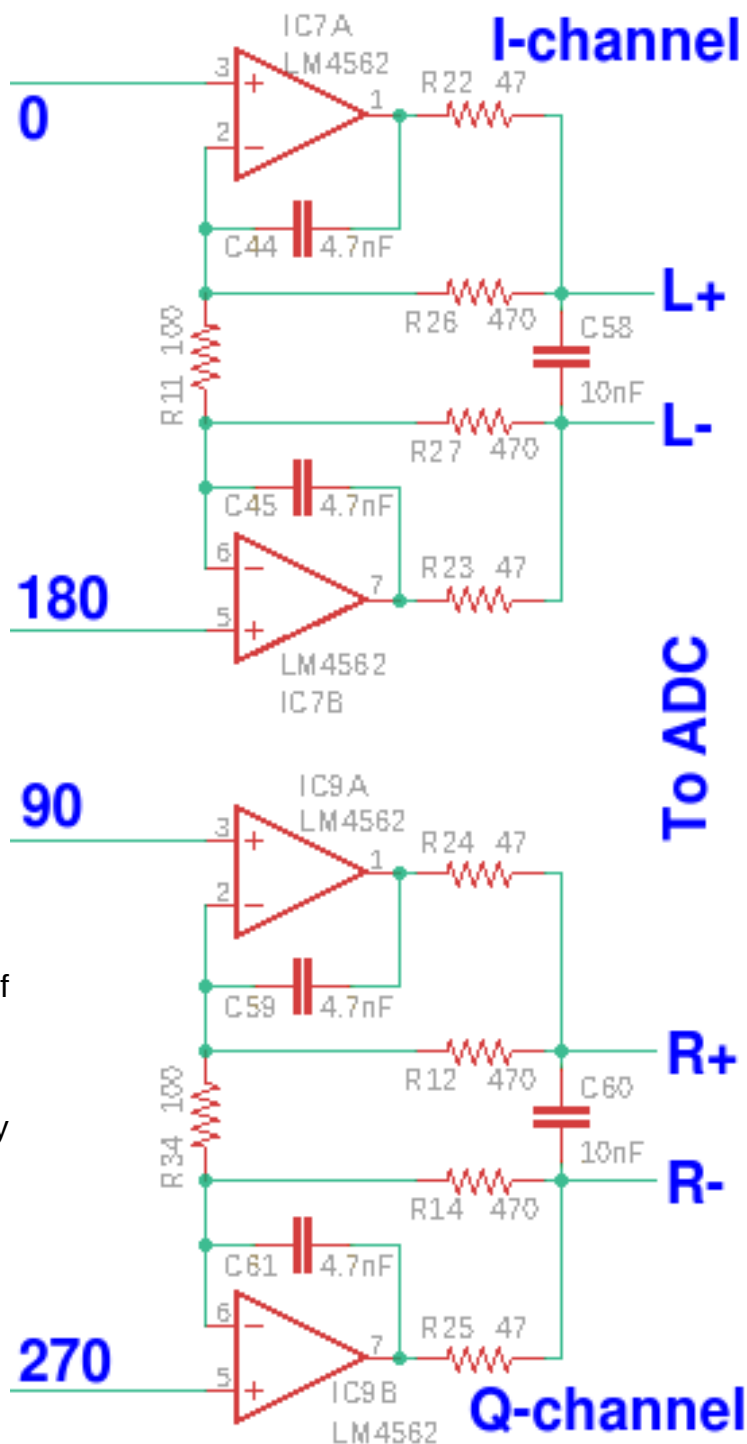 IC7A
LM4562
I-channel
3
+
R22 47
1
0
2
−
C44 4.7nF
L+
R26 470
C58
R11 100
10nF
L-
R27 470
C45 4.7nF
6
−
R23 47
7
180
5
+
LM4562
IC7B
To ADC
IC9A
90
LM4562
3
+
R24 47
1
2
−
f
C59 4.7nF
R+
R12 470
C60
R34 100
y
10nF
R-
R14 470
C61 4.7nF
6
−
R25 47
7
270
5
+
IC9B
Q-channel
LM4562